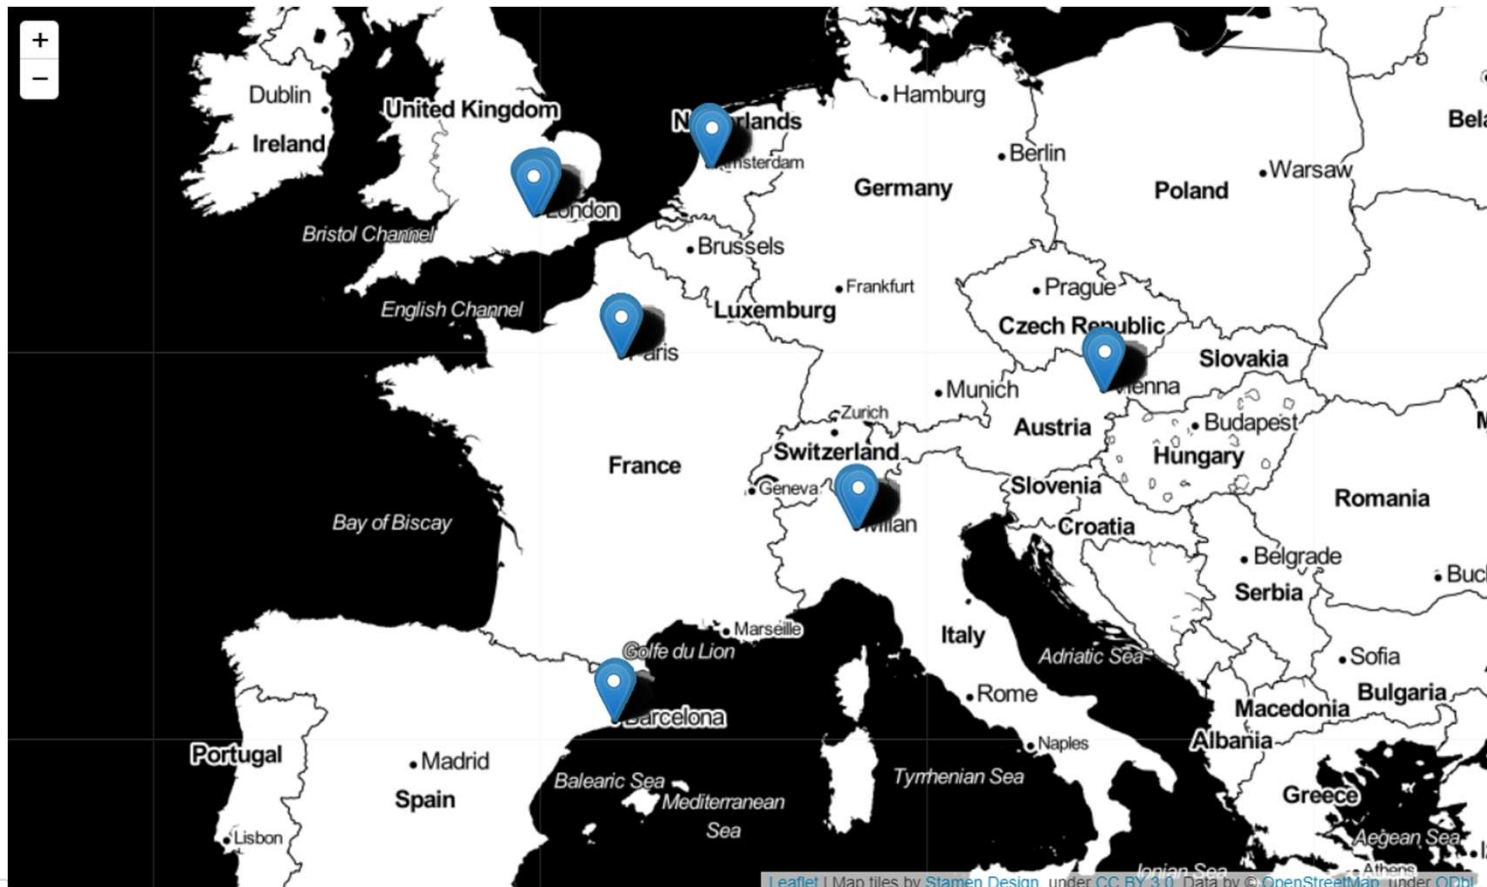 +
−
Dublin
Ireland
United Kingdom
London
Bristol Channel
English Channel
Hamburg
Berlin
Germany
Poland
Warsaw
Brussels
Frankfurt
Luxemburg
Prague
Czech Republic
Slovakia
Munich
Austria
Budapest
Hungary
Zurich
Switzerland
Geneva
France
Slovenia
Croatia
Romania
Bay of Biscay
Belgrade
Serbia
Marseille
Golfe du Lion
Italy
Adriatic Sea
Sofia
Bulgaria
Rome
Macedonia
Barcelona
Albania
Naples
Portugal
Madrid
Spain
Balearic Sea
Mediterranean
Sea
Tyrrhenian Sea
Greece
Aegean Sea
Lisbon
Ionian Sea
Athens
Leaflet | Map tiles by Stamen Design, under CC BY 3.0. Data by © OpenStreetMap, under ODbL